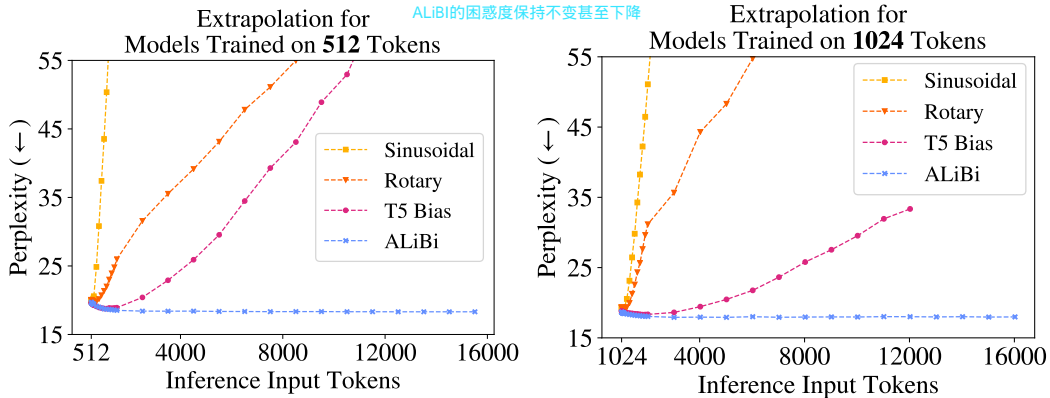 ALiBI的困惑度保持不变甚至下降
Extrapolation for
Models Trained on 512 Tokens
55
45
35
25
15
Perplexity (←)
Sinusoidal
Rotary
T5 Bias
ALiBi
512 4000 8000 12000 16000
Inference Input Tokens
Extrapolation for
Models Trained on 1024 Tokens
55
45
35
25
15
Perplexity (←)
Sinusoidal
Rotary
T5 Bias
ALiBi
1024 4000 8000 12000 16000
Inference Input Tokens